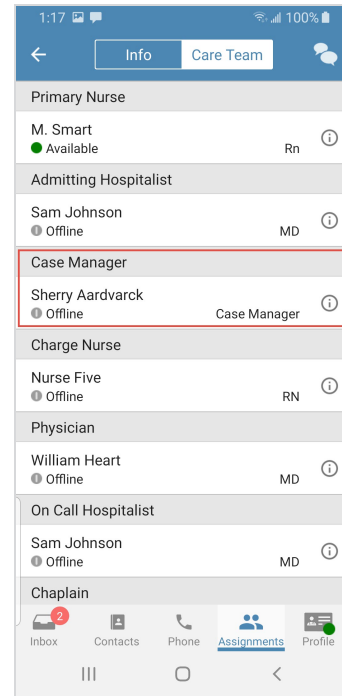 1:17 100%
Info Care Team
Primary Nurse
M. Smart
Available Rn
Admitting Hospitalist
Sam Johnson
Offline MD
Case Manager
Sherry Aardvarck
Offline Case Manager
Charge Nurse
Nurse Five
Offline RN
Physician
William Heart
Offline MD
On Call Hospitalist
Sam Johnson
Offline MD
Chaplain
2
Inbox Contacts Phone Assignments Profile